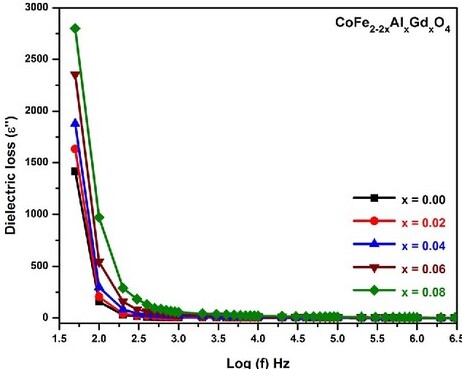 CoFe₂₋₂ₓAlₓGdₓO₄
3000
2500
2000
1500
1000
500
0
Dielectric loss (ε'')
x = 0.00
x = 0.02
x = 0.04
x = 0.06
x = 0.08
1.5 2.0 2.5 3.0 3.5 4.0 4.5 5.0 5.5 6.0 6.5
Log (f) Hz